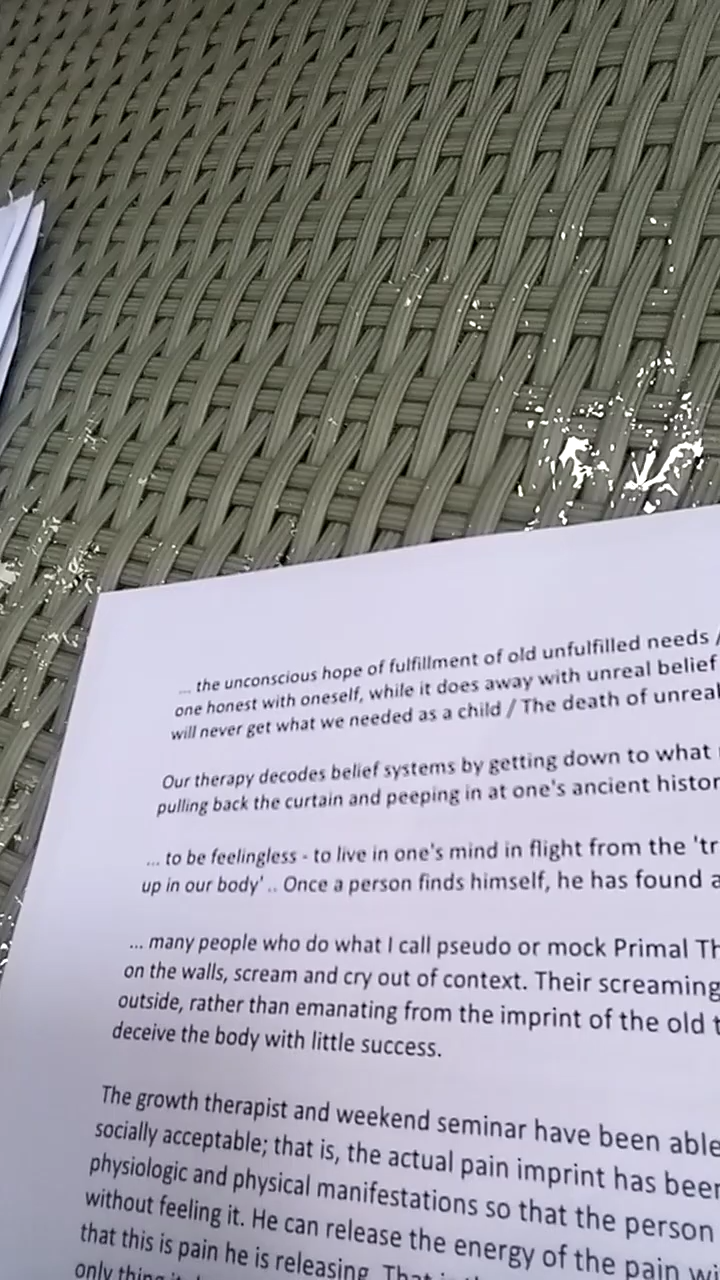 ... the unconscious hope of fulfillment of old unfulfilled needs /
one honest with oneself, while it does away with unreal belief
will never get what we needed as a child / The death of unreal
Our therapy decodes belief systems by getting down to what
pulling back the curtain and peeping in at one's ancient histor
... to be feelingless - to live in one's mind in flight from the 'tr
up in our body' .. Once a person finds himself, he has found a
... many people who do what I call pseudo or mock Primal Th
on the walls, scream and cry out of context. Their screaming
outside, rather than emanating from the imprint of the old t
deceive the body with little success.
The growth therapist and weekend seminar have been able
socially acceptable; that is, the actual pain imprint has been
physiologic and physical manifestations so that the person
without feeling it. He can release the energy of the pain wi
that this is pain he is releasing. That
only thing